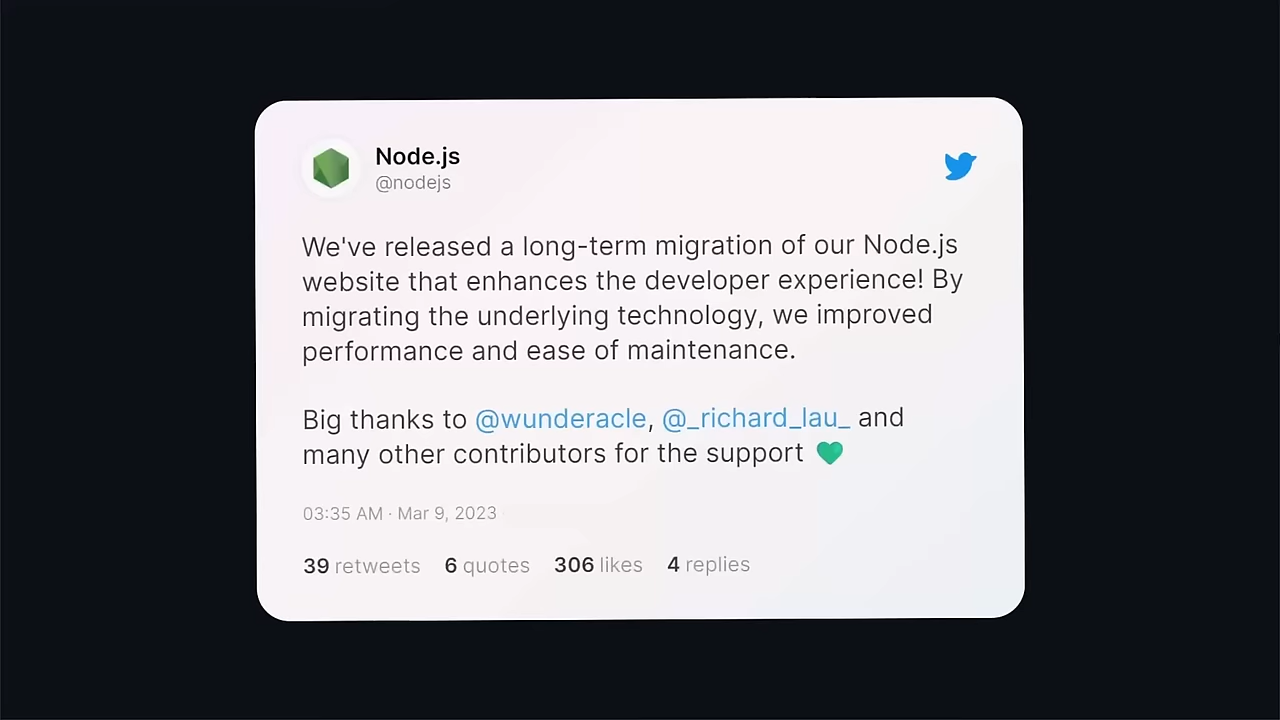 Node.js
@nodejs
We've released a long-term migration of our Node.js
website that enhances the developer experience! By
migrating the underlying technology, we improved
performance and ease of maintenance.
Big thanks to @wunderacle, @_richard_lau_ and
many other contributors for the support 💚
03:35 AM · Mar 9, 2023
39 retweets 6 quotes 306 likes 4 replies